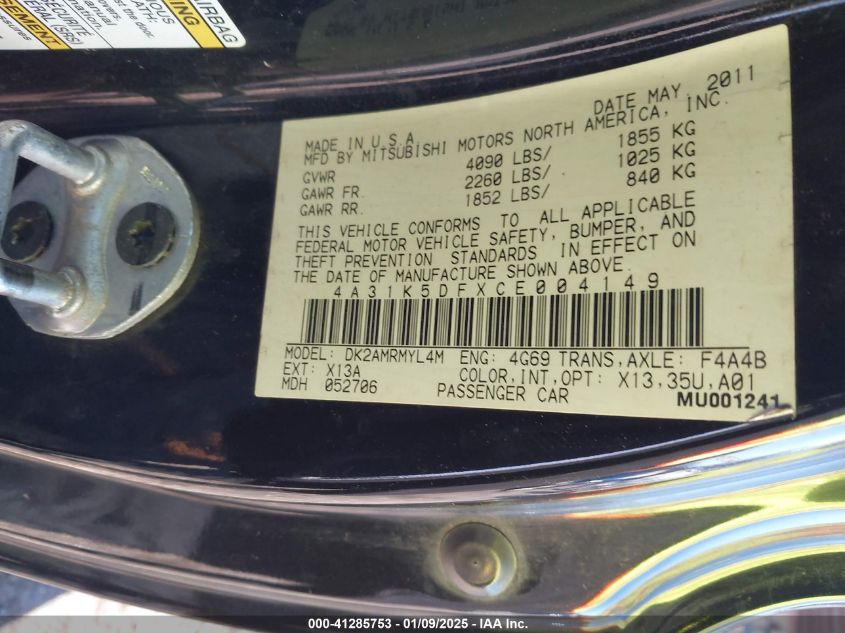 AIRBAG
DATE MAY, 2011
MADE IN U.S.A.
MFD BY MITSUBISHI MOTORS NORTH AMERICA, INC.
GVWR 4090 LBS/ 1855 KG
GAWR FR. 2260 LBS/ 1025 KG
GAWR RR. 1852 LBS/ 840 KG
THIS VEHICLE CONFORMS TO ALL APPLICABLE
FEDERAL MOTOR VEHICLE SAFETY, BUMPER, AND
THEFT PREVENTION STANDARDS IN EFFECT ON
THE DATE OF MANUFACTURE SHOWN ABOVE.
4A31K5DFXCE004149
MODEL: DK2AMRMYL4M ENG: 4G69 TRANS,AXLE: F4A4B
EXT: X13A COLOR,INT,OPT: X13,35U,A01
MDH 052706 PASSENGER CAR
MU001241
000-41285753 - 01/09/2025 - IAA Inc.